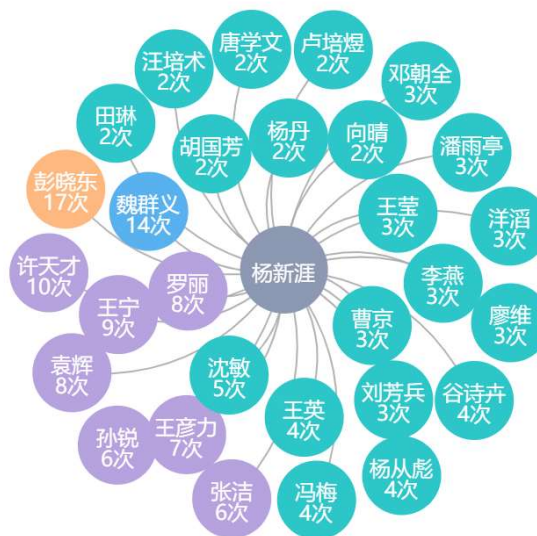 唐学文
2次
卢培煜
2次
汪培术
2次
邓朝全
3次
田琳
2次
胡国芳
2次
杨丹
2次
向晴
2次
潘雨亭
3次
彭晓东
17次
魏群义
14次
王莹
3次
洋滔
3次
许天才
10次
王宁
9次
罗丽
8次
杨新涯
李燕
3次
廖维
3次
曹京
3次
袁辉
8次
沈敏
5次
王英
4次
刘芳兵
3次
谷诗卉
4次
孙锐
6次
王彦力
7次
张洁
6次
冯梅
4次
杨从彪
4次